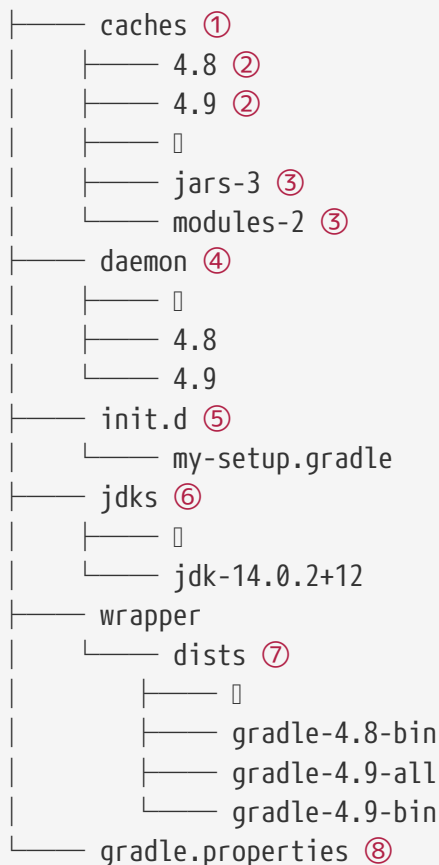 ├── caches ①
│   ├── 4.8 ②
│   ├── 4.9 ②
│   ├── ▯
│   ├── jars-3 ③
│   └── modules-2 ③
├── daemon ④
│   ├── ▯
│   ├── 4.8
│   └── 4.9
├── init.d ⑤
│   └── my-setup.gradle
├── jdks ⑥
│   ├── ▯
│   └── jdk-14.0.2+12
├── wrapper
│   └── dists ⑦
│       ├── ▯
│       ├── gradle-4.8-bin
│       ├── gradle-4.9-all
│       └── gradle-4.9-bin
└── gradle.properties ⑧